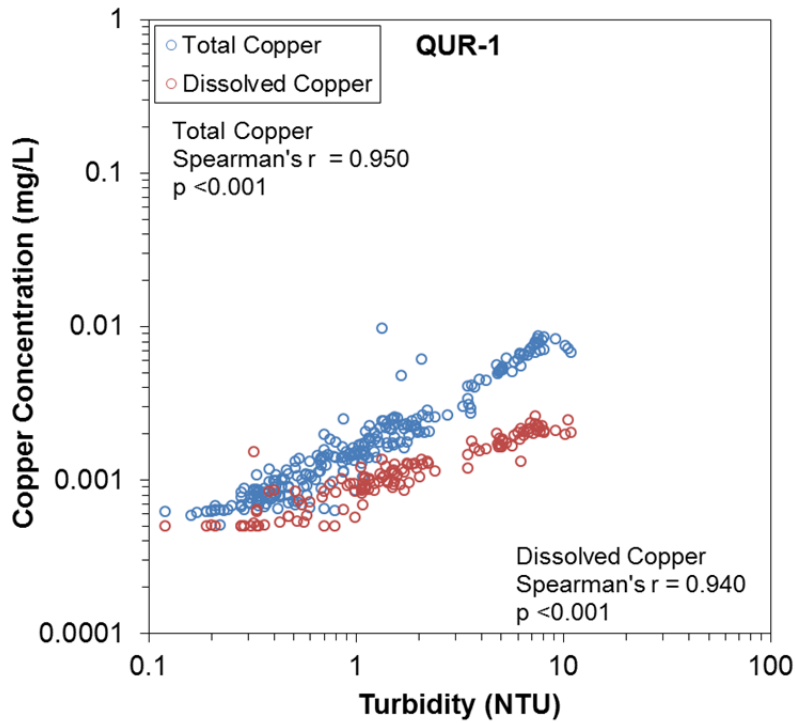 QUR-1
Total Copper
Dissolved Copper
Total Copper
Spearman's r = 0.950
p <0.001
Dissolved Copper
Spearman's r = 0.940
p <0.001
Copper Concentration (mg/L)
1
0.1
0.01
0.001
0.0001
0.1
1
10
100
Turbidity (NTU)